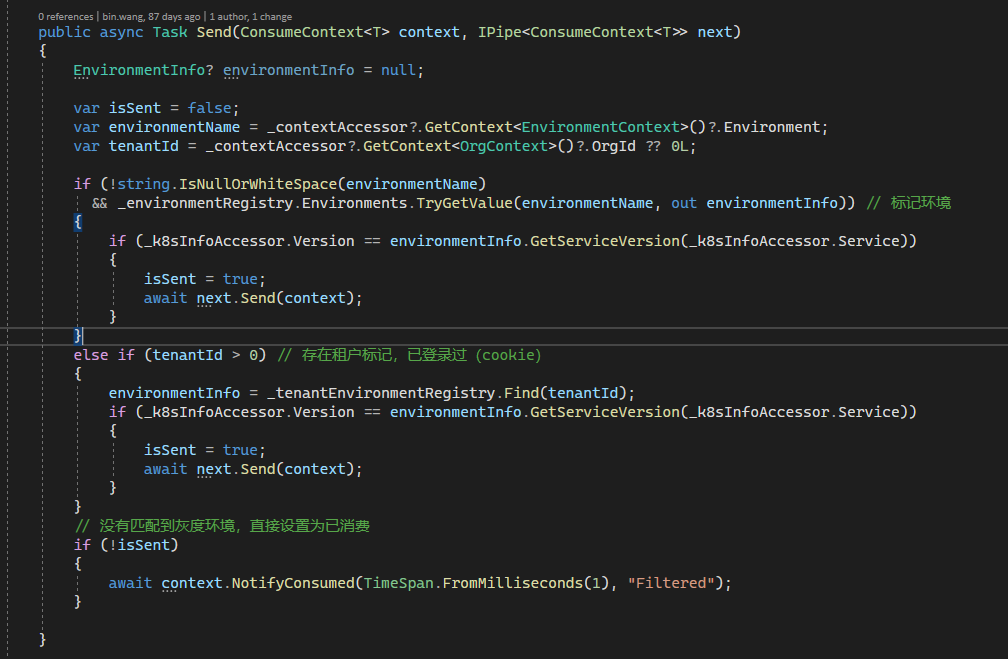 0 references | bin.wang, 87 days ago | 1 author, 1 change
public async Task Send(ConsumeContext<T> context, IPipe<ConsumeContext<T>> next)
{
EnvironmentInfo? environmentInfo = null;
var isSent = false;
var environmentName = _contextAccessor?.GetContext<EnvironmentContext>()?.Environment;
var tenantId = _contextAccessor?.GetContext<OrgContext>()?.OrgId ?? 0L;
if (!string.IsNullOrWhiteSpace(environmentName)
&& _environmentRegistry.Environments.TryGetValue(environmentName, out environmentInfo)) // 标记环境
{
if (_k8sInfoAccessor.Version == environmentInfo.GetServiceVersion(_k8sInfoAccessor.Service))
{
isSent = true;
await next.Send(context);
}
}
else if (tenantId > 0) // 存在租户标记，已登录过（cookie）
{
environmentInfo = _tenantEnvironmentRegistry.Find(tenantId);
if (_k8sInfoAccessor.Version == environmentInfo.GetServiceVersion(_k8sInfoAccessor.Service))
{
isSent = true;
await next.Send(context);
}
}
// 没有匹配到灰度环境，直接设置为已消费
if (!isSent)
{
await context.NotifyConsumed(TimeSpan.FromMilliseconds(1), "Filtered");
}
}